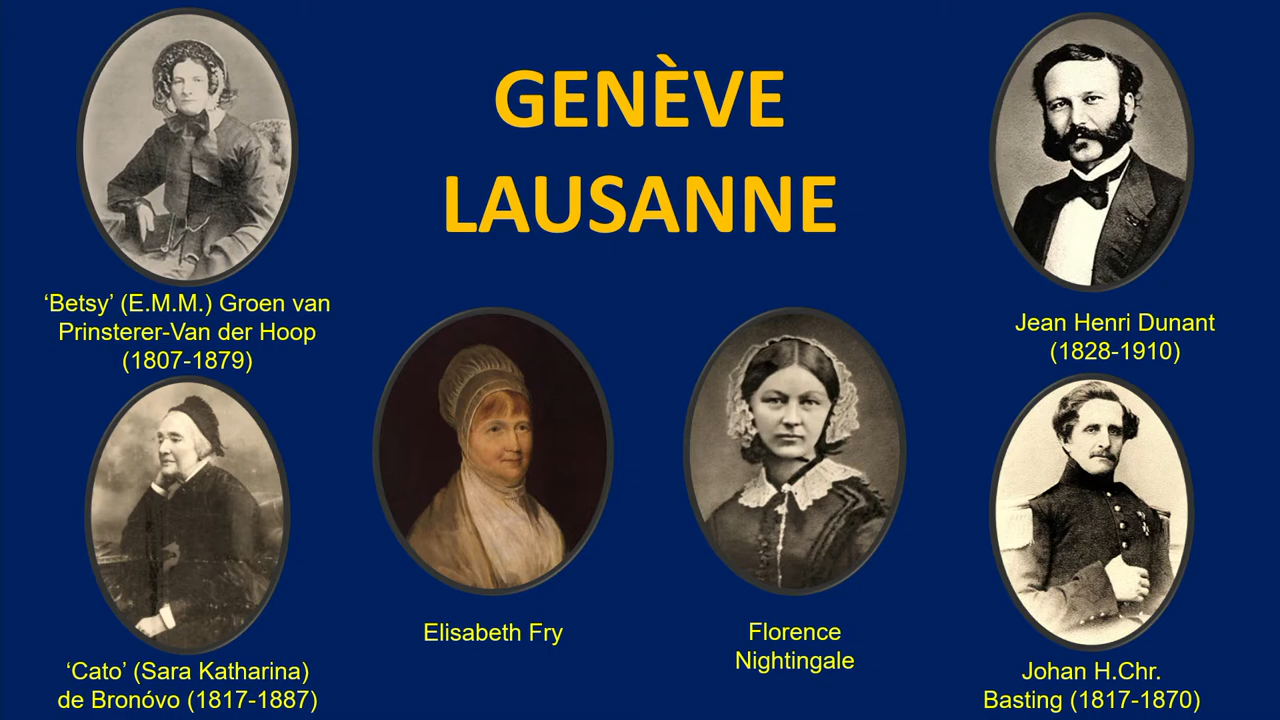 GENÈVE
LAUSANNE
‘Betsy’ (E.M.M.) Groen van
Prinsterer-Van der Hoop
(1807-1879)
Jean Henri Dunant
(1828-1910)
Elisabeth Fry
Florence
Nightingale
‘Cato’ (Sara Katharina)
de Bronóvo (1817-1887)
Johan H.Chr.
Basting (1817-1870)